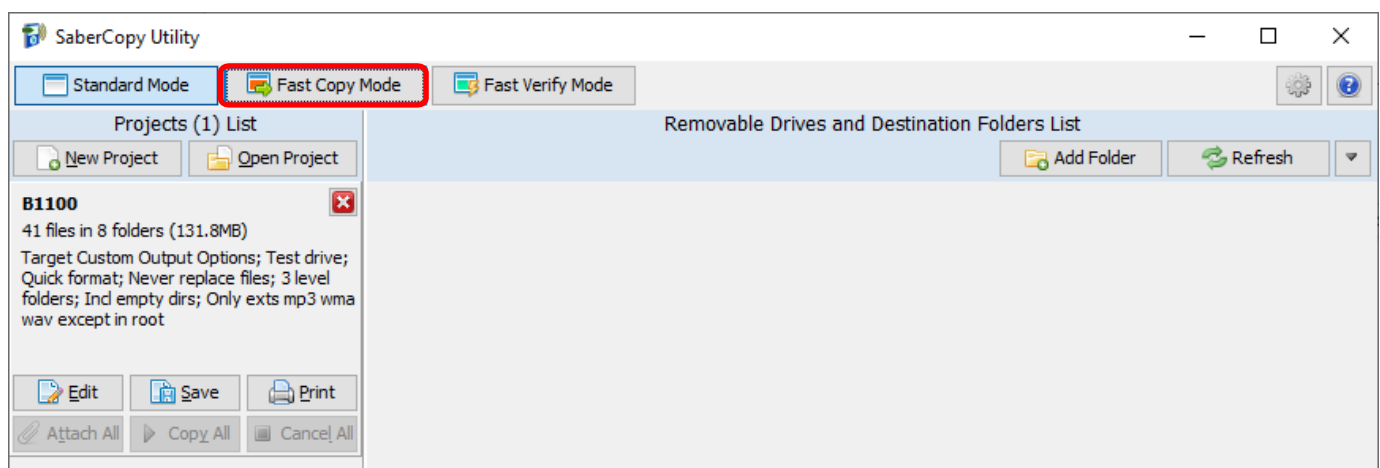 SaberCopy Utility
Standard Mode Fast Copy Mode Fast Verify Mode
Projects (1) List
Removable Drives and Destination Folders List
New Project Open Project
Add Folder Refresh
B1100
41 files in 8 folders (131.8MB)
Target Custom Output Options; Test drive;
Quick format; Never replace files; 3 level
folders; Incl empty dirs; Only exts mp3 wma
wav except in root
Edit Save Print
Attach All Copy All Cancel All